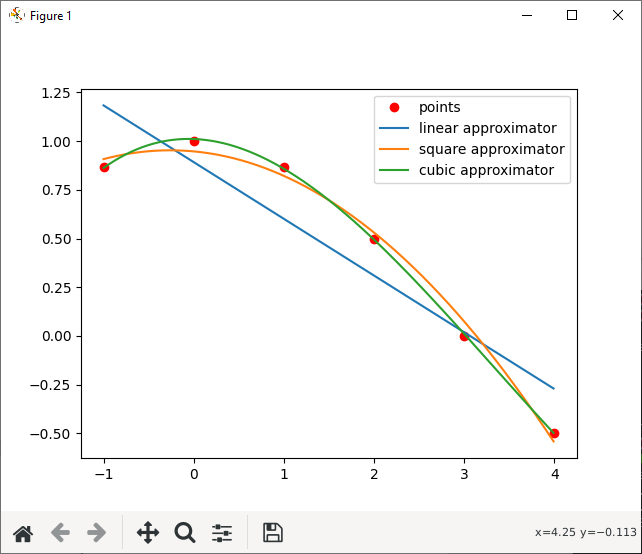 Figure 1
1.25
1.00
0.75
0.50
0.25
0.00
−0.25
−0.50
points
linear approximator
square approximator
cubic approximator
−1 0 1 2 3 4
x=4.25 y=−0.113